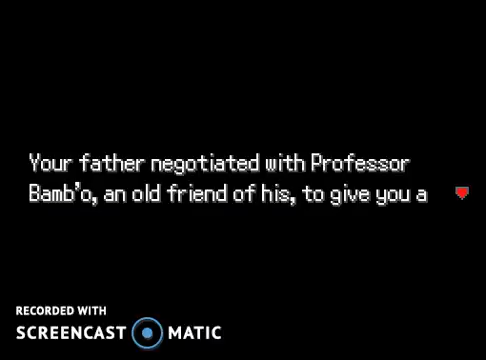 Your father negotiated with Professor
Bamb'o, an old friend of his, to give you a
RECORDED WITH
SCREENCAST MATIC